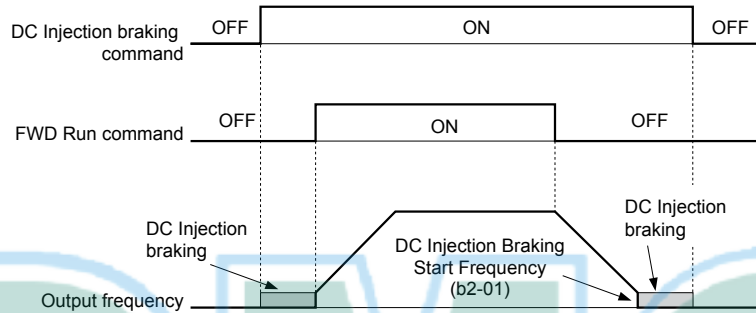 DC Injection braking
command
OFF
ON
OFF
FWD Run command
OFF
ON
OFF
DC Injection
braking
DC Injection Braking
Start Frequency
(b2-01)
DC Injection
braking
Output frequency